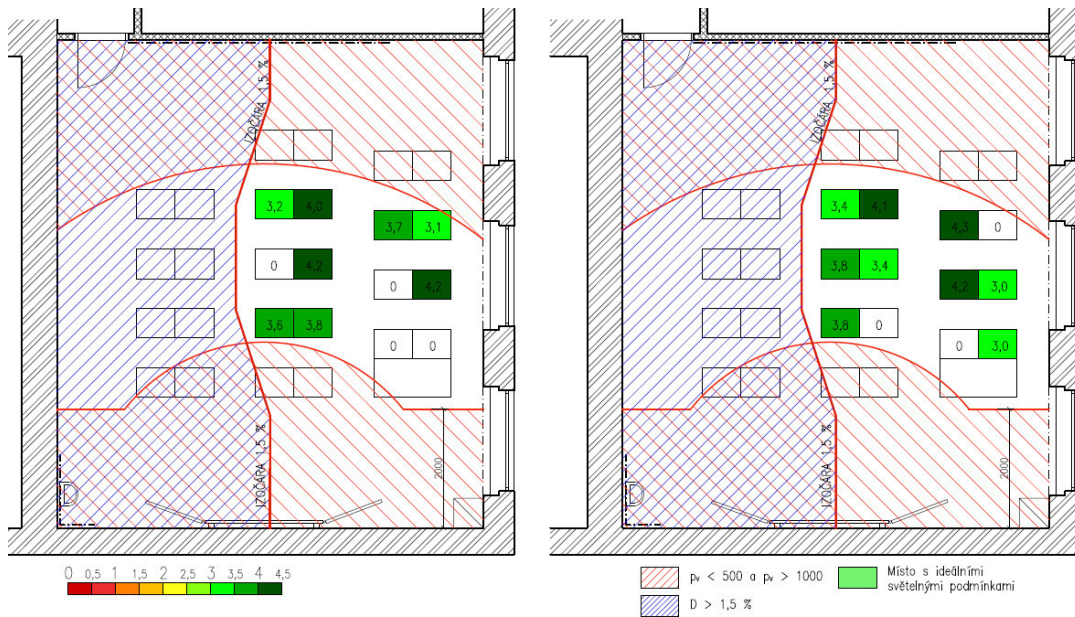 IZOČÁRA 1,5 %
3,2 4,0
3,7 3,1
0 4,2
0 4,2
3,6 3,8
0 0
IZOČÁRA 1,5 %
2000
0 0,5 1 1,5 2 2,5 3 3,5 4 4,5
IZOČÁRA 1,5 %
3,4 4,1
4,3 0
3,8 3,4
4,2 3,0
3,8 0
0 3,0
IZOČÁRA 1,5 %
2000
pᵥ < 500 a pᵥ > 1000
D > 1,5 %
Místo s ideálními
světelnými podmínkami